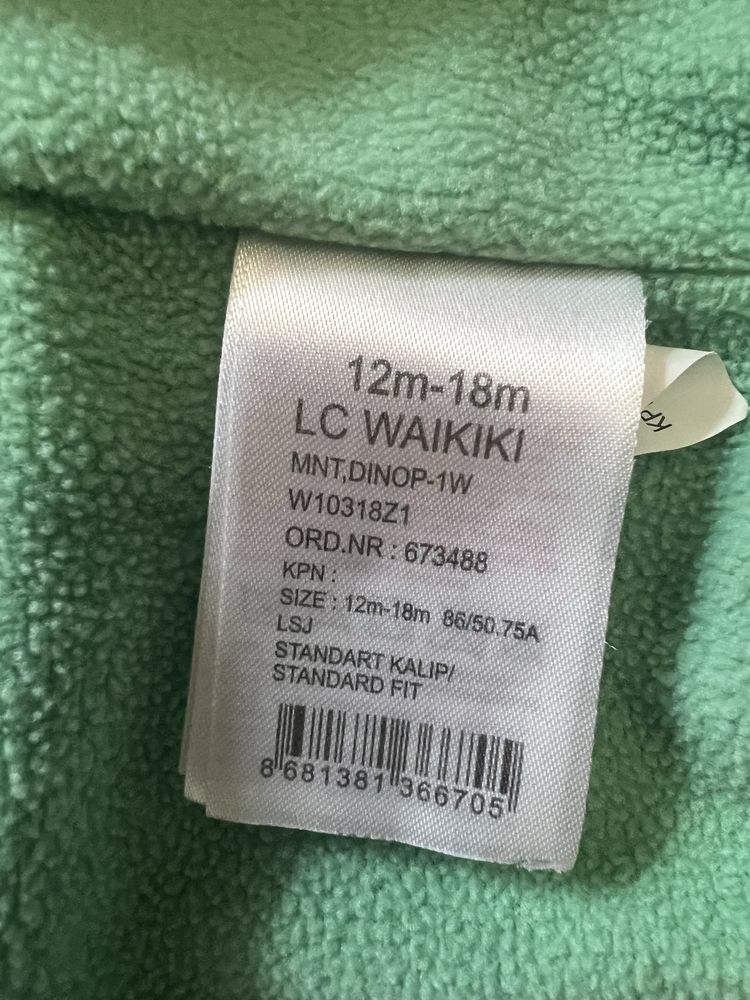 12m-18m
LC WAIKIKI
MNT,DINOP-1W
W10318Z1
ORD.NR : 673488
KPN :
SIZE : 12m-18m 86/50.75A
LSJ
STANDART KALIP/
STANDARD FIT
8 681381 366705
KP,